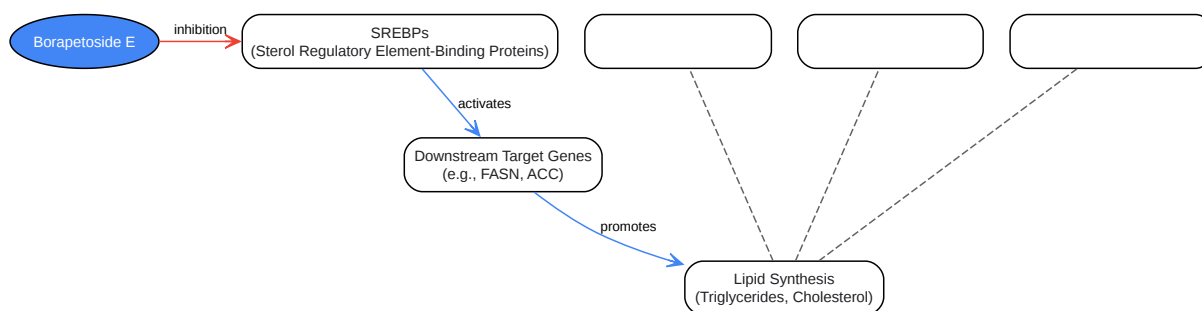 Borapetoside E
inhibition
SREBPs
(Sterol Regulatory Element-Binding Proteins)
activates
Downstream Target Genes
(e.g., FASN, ACC)
promotes
Lipid Synthesis
(Triglycerides, Cholesterol)